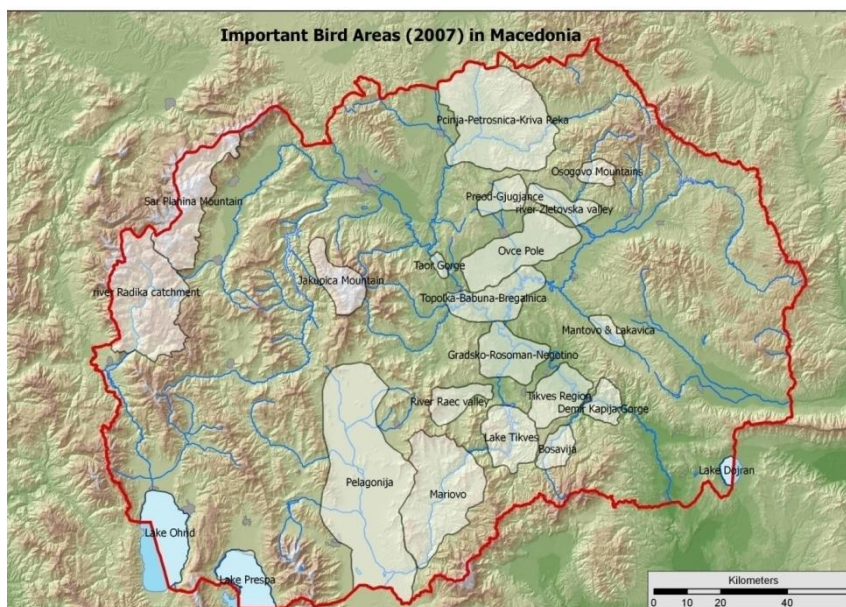 Important Bird Areas (2007) in Macedonia
Pcinja-Petrosnica-Kriva Reka
Osogovo Mountains
Sar Planina Mountain
Preod-Gjugjance
river Zletovska valley
Ovce Pole
Taor Gorge
river Radika catchment
Jakupica Mountain
Topolka-Babuna-Bregalnica
Mantovo & Lakavica
Gradsko-Rosoman-Negotino
River Raec valley
Tikves Region
Demir Kapija Gorge
Lake Tikves
Bosavija
Lake Dojran
Pelagonija
Mariovo
Lake Ohrid
Lake Prespa
Kilometers
0 10 20 40